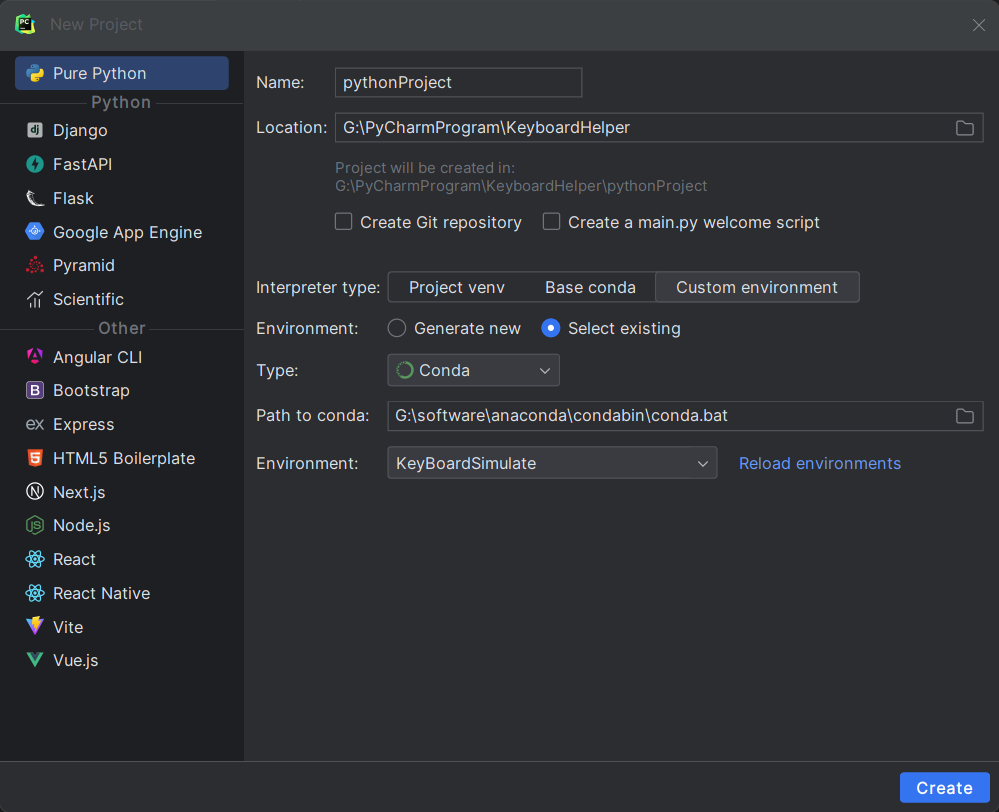 New Project
Pure Python
Python
Django
FastAPI
Flask
Google App Engine
Pyramid
Scientific
Other
Angular CLI
Bootstrap
Express
HTML5 Boilerplate
Next.js
Node.js
React
React Native
Vite
Vue.js
Name: pythonProject
Location: G:\PyCharmProgram\KeyboardHelper
Project will be created in:
G:\PyCharmProgram\KeyboardHelper\pythonProject
Create Git repository Create a main.py welcome script
Interpreter type: Project venv Base conda Custom environment
Environment: Generate new Select existing
Type: Conda
Path to conda: G:\software\anaconda\condabin\conda.bat
Environment: KeyBoardSimulate Reload environments
Create